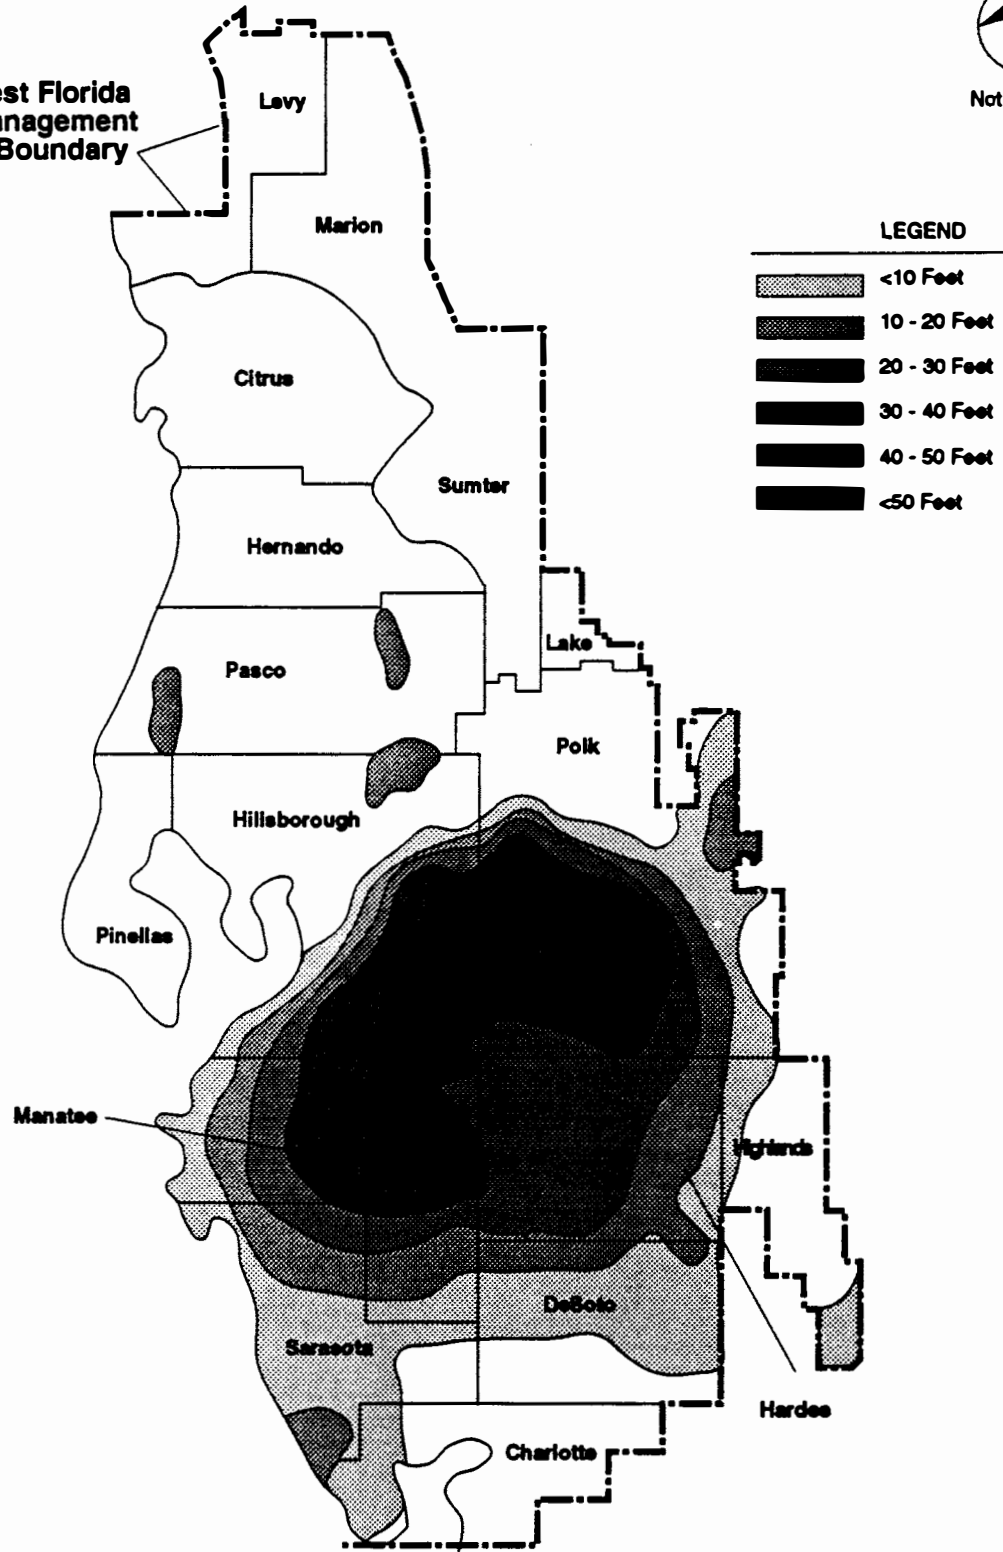 est Florida
nagement
Boundary
Not
Levy
Marion
LEGEND
<10 Feet
10 - 20 Feet
20 - 30 Feet
30 - 40 Feet
40 - 50 Feet
<50 Feet
Citrus
Sumter
Hernando
Lake
Pasco
Polk
Hillsborough
Pinellas
Manatee
Highlands
DeSoto
Sarasota
Hardee
Charlotte